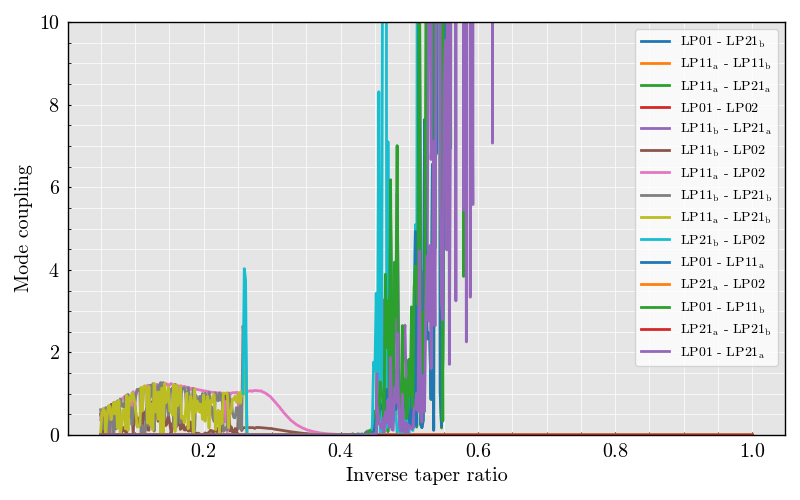 10
8
6
4
2
0
Mode coupling
0.2 0.4 0.6 0.8 1.0
Inverse taper ratio
LP01 - LP21b
LP11a - LP11b
LP11a - LP21a
LP01 - LP02
LP11b - LP21a
LP11b - LP02
LP11a - LP02
LP11b - LP21b
LP11a - LP21b
LP21b - LP02
LP01 - LP11a
LP21a - LP02
LP01 - LP11b
LP21a - LP21b
LP01 - LP21a